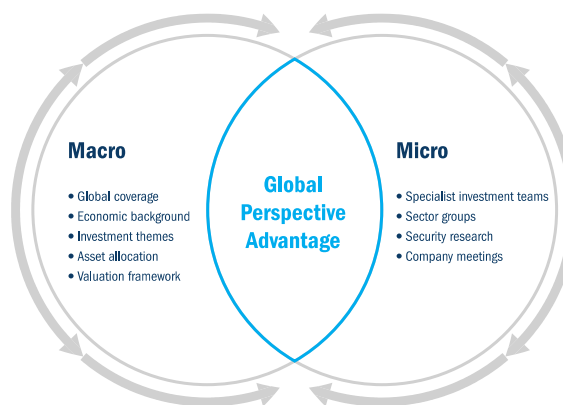 Macro
• Global coverage
• Economic background
• Investment themes
• Asset allocation
• Valuation framework
Global
Perspective
Advantage
Micro
• Specialist investment teams
• Sector groups
• Security research
• Company meetings